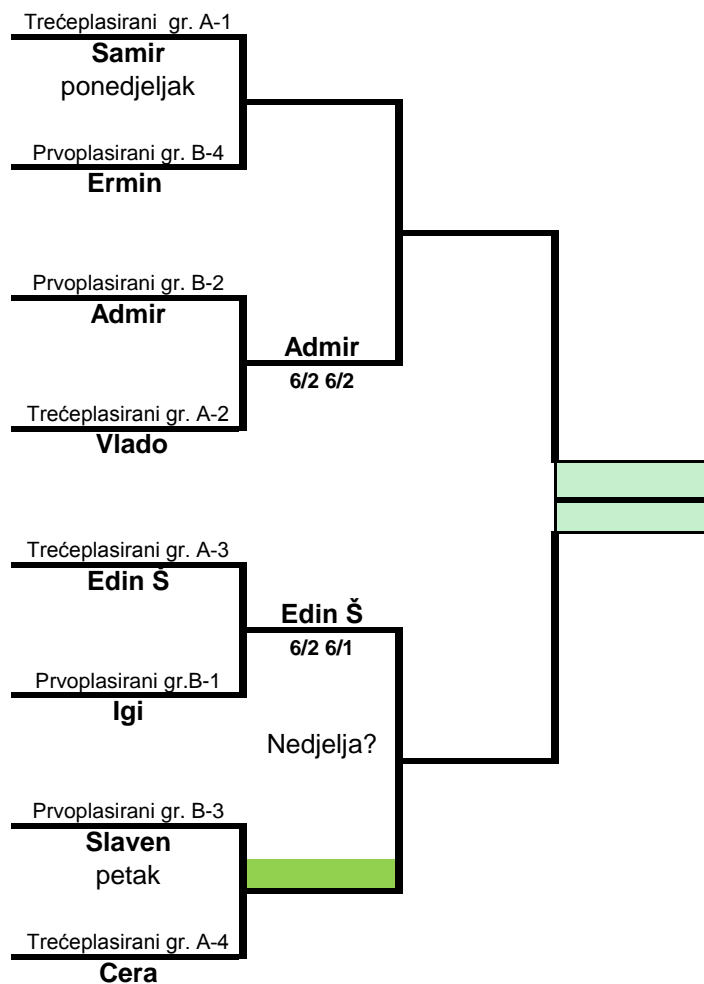 Trećeplasirani  gr. A-1
Samir
ponedjeljak
Prvoplasirani gr. B-4
Ermin
Prvoplasirani gr. B-2
Admir
Admir
6/2 6/2
Trećeplasirani gr. A-2
Vlado
Trećeplasirani gr. A-3
Edin Š
Edin Š
6/2 6/1
Prvoplasirani gr.B-1
Igi
Nedjelja?
Prvoplasirani gr. B-3
Slaven
petak
Trećeplasirani gr. A-4
Cera